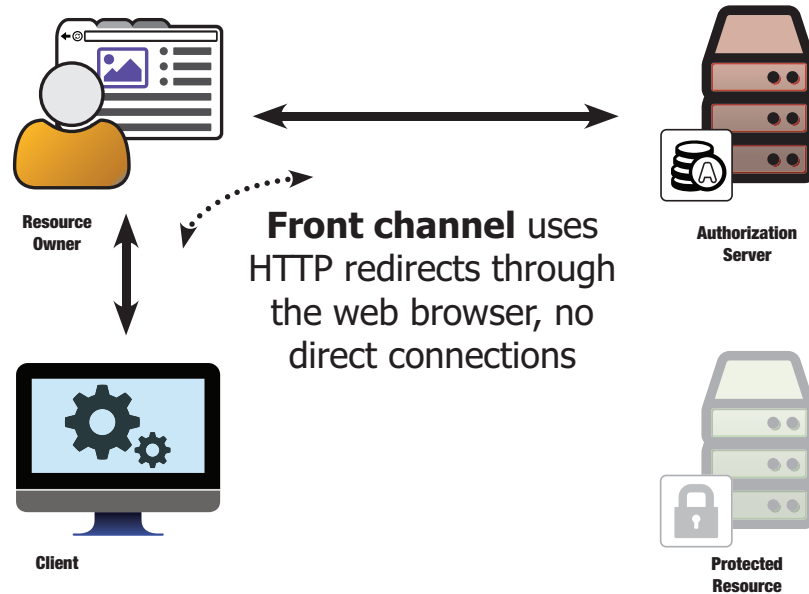 Resource
Owner
Front channel uses
HTTP redirects through
the web browser, no
direct connections
A
Authorization
Server
Client
Protected
Resource